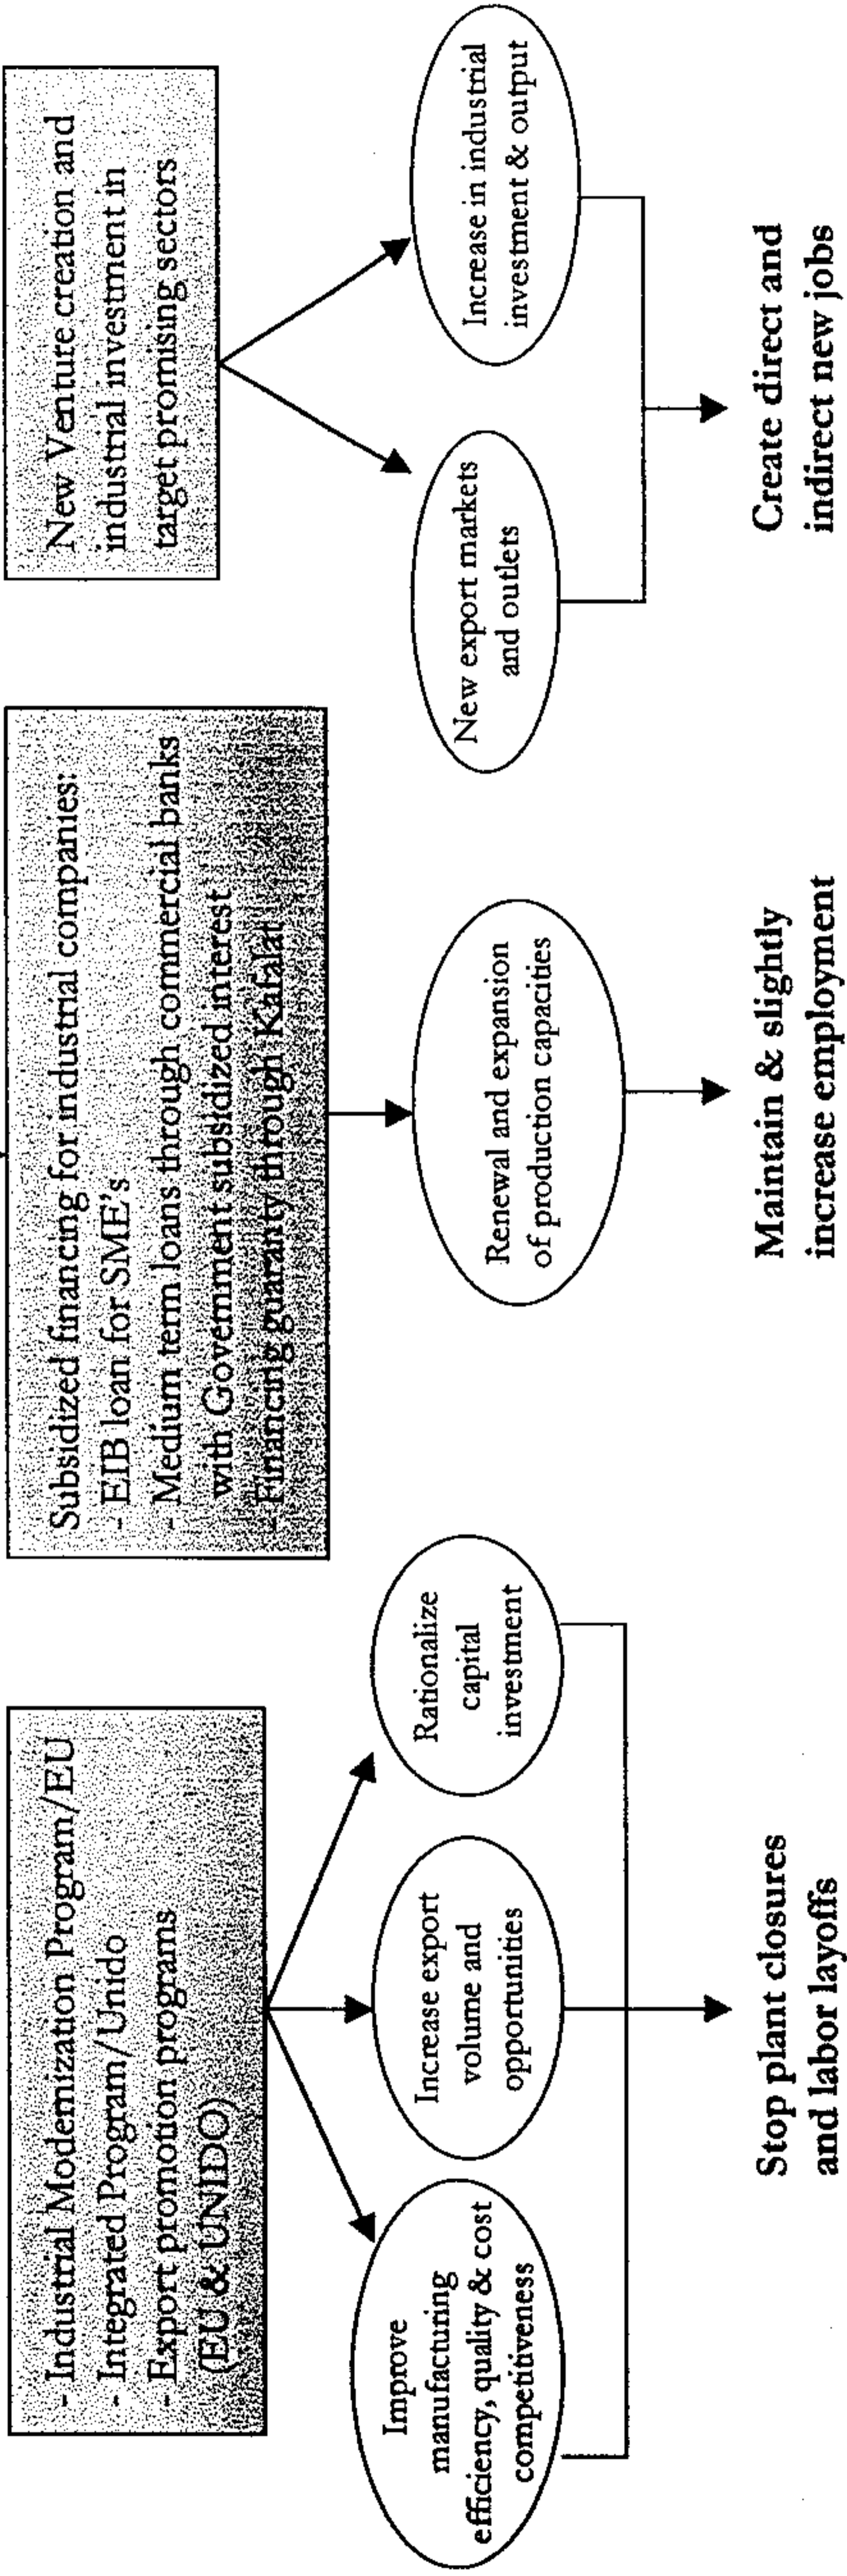 - Industrial Modernization Program/EU
- Integrated Program/Unido
- Export promotion programs
(EU & UNIDO)
Improve
manufacturing
efficiency, quality & cost
competitiveness
Increase export
volume and
opportunities
Rationalize
capital
investment
Stop plant closures
and labor layoffs
Subsidized financing for industrial companies:
- EIB loan for SME's
- Medium term loans through commercial banks
with Government subsidized interest
- Financing guaranty through Kafalat
Renewal and expansion
of production capacities
Maintain & slightly
increase employment
New Venture creation and
industrial investment in
target promising sectors
New export markets
and outlets
Increase in industrial
investment & output
Create direct and
indirect new jobs